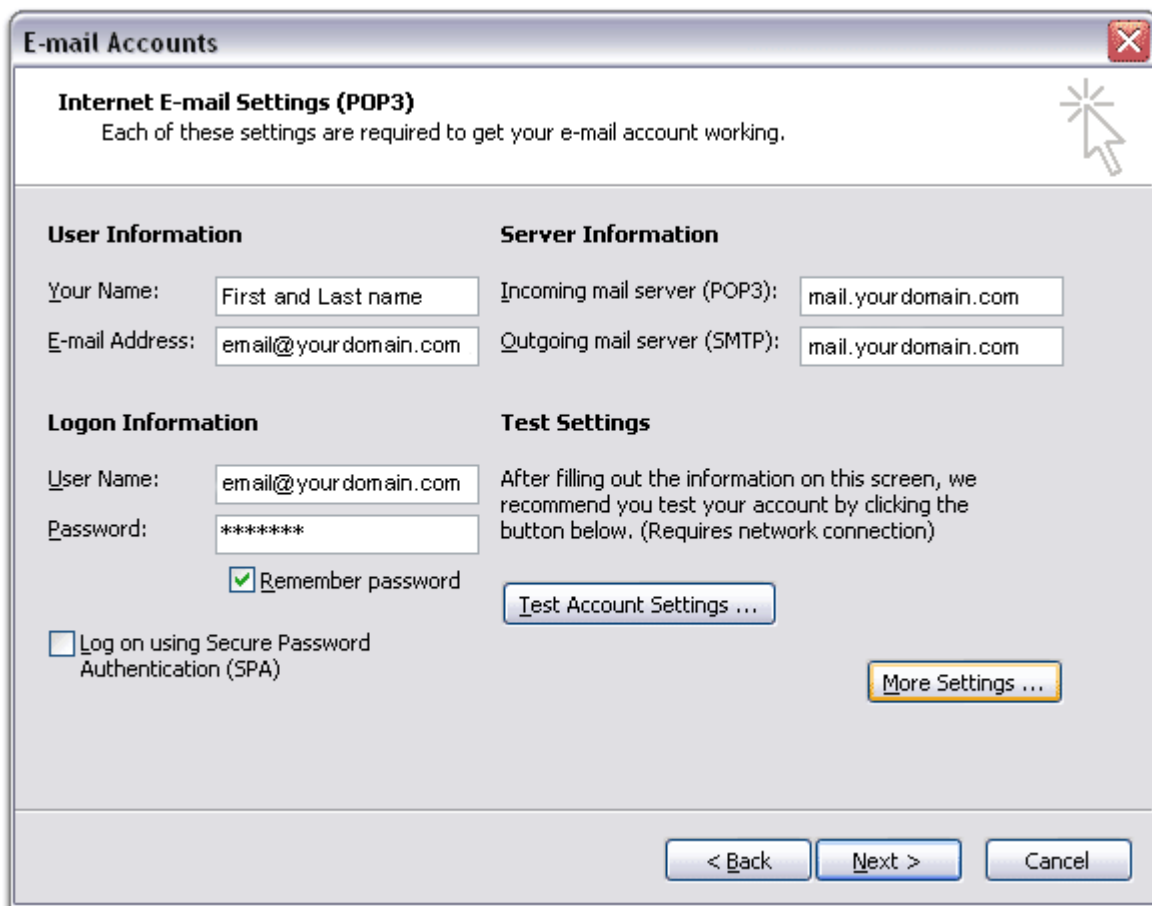 E-mail Accounts
Internet E-mail Settings (POP3)
Each of these settings are required to get your e-mail account working.
User Information
Your Name: First and Last name
E-mail Address: email@yourdomain.com
Server Information
Incoming mail server (POP3): mail.yourdomain.com
Outgoing mail server (SMTP): mail.yourdomain.com
Logon Information
User Name: email@yourdomain.com
Password: *******
Remember password
Log on using Secure Password
Authentication (SPA)
Test Settings
After filling out the information on this screen, we
recommend you test your account by clicking the
button below. (Requires network connection)
Test Account Settings ...
More Settings ...
< Back
Next >
Cancel